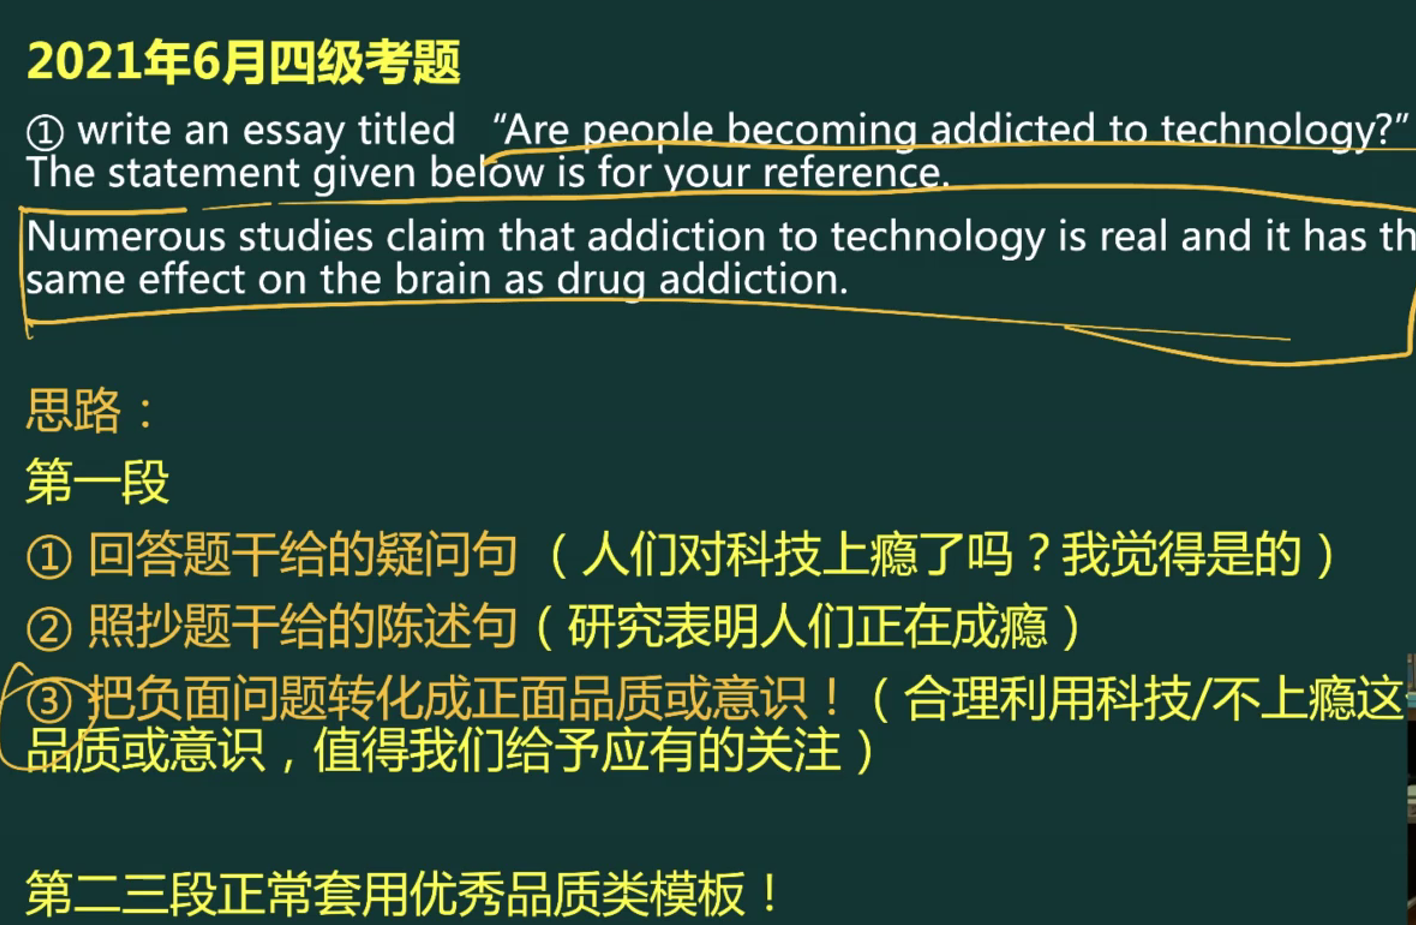 2021年6月四级考题
① write an essay titled “Are people becoming addicted to technology?”
The statement given below is for your reference.
Numerous studies claim that addiction to technology is real and it has th
same effect on the brain as drug addiction.
思路：
第一段
① 回答题干给的疑问句（人们对科技上瘾了吗？我觉得是的）
② 照抄题干给的陈述句（研究表明人们正在成瘾）
③ 把负面问题转化成正面品质或意识！（合理利用科技/不上瘾这
品质或意识，值得我们给予应有的关注）
第二三段正常套用优秀品质类模板！